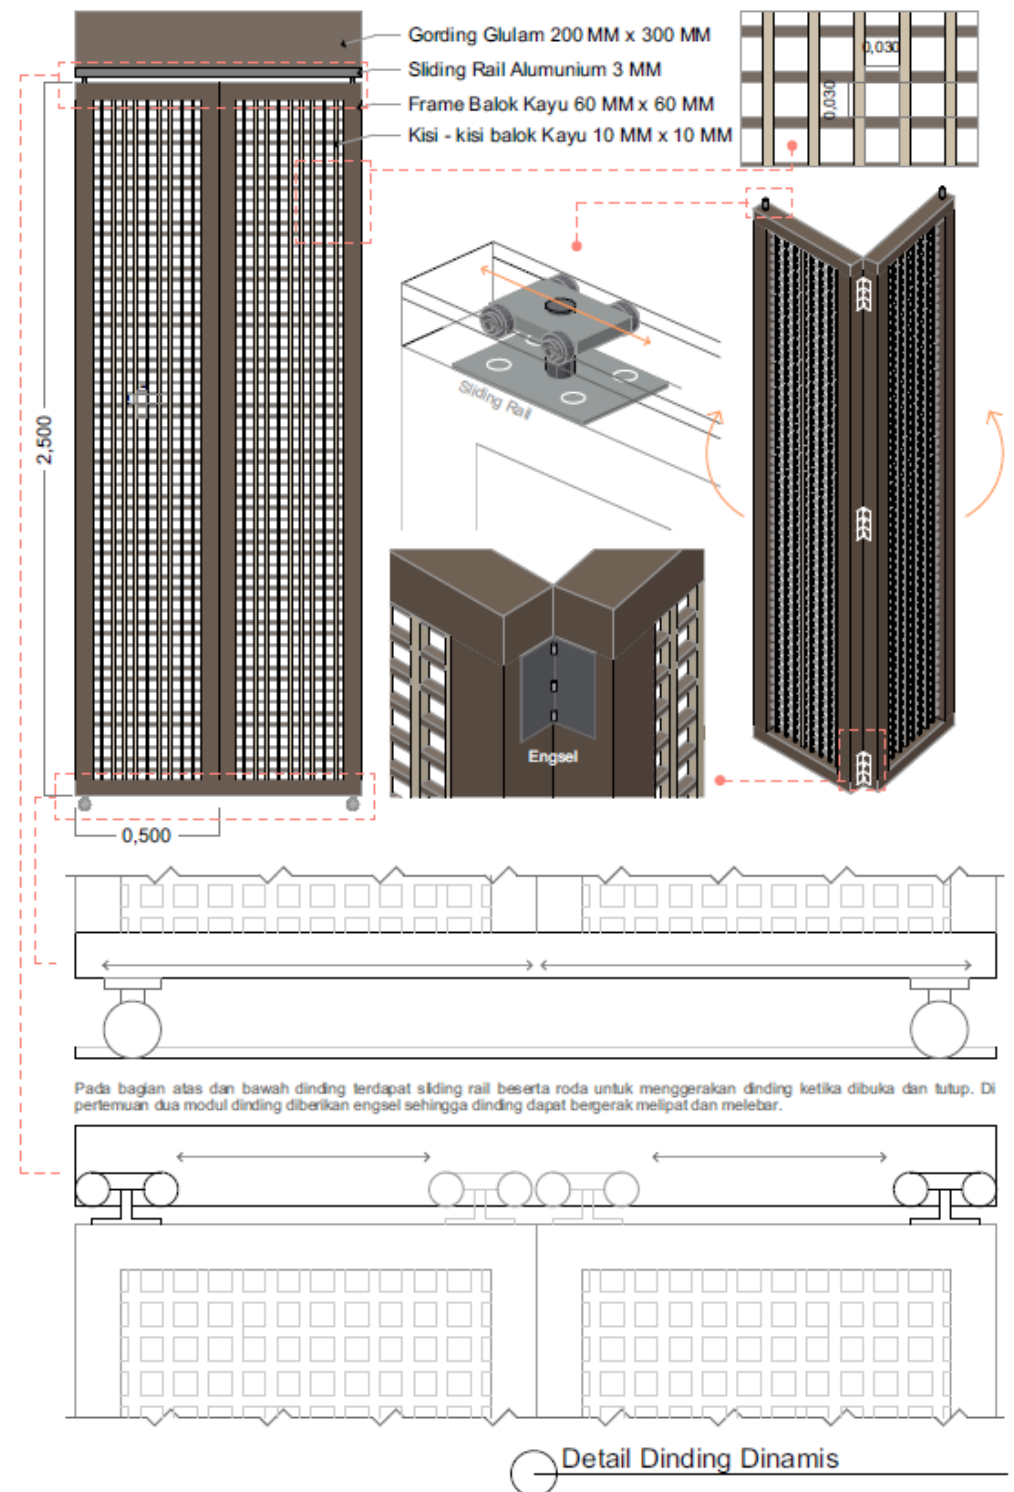 Gording Glulam 200 MM x 300 MM
Sliding Rail Alumunium 3 MM
Frame Balok Kayu 60 MM x 60 MM
Kisi - kisi balok Kayu 10 MM x 10 MM
0,030
0,030
Sliding Rail
2,500
Engsel
0,500
Pada bagian atas dan bawah dinding terdapat sliding rail beserta roda untuk menggerakan dinding ketika dibuka dan tutup. Di
pertemuan dua modul dinding diberikan engsel sehingga dinding dapat bergerak melipat dan melebar.
Detail Dinding Dinamis